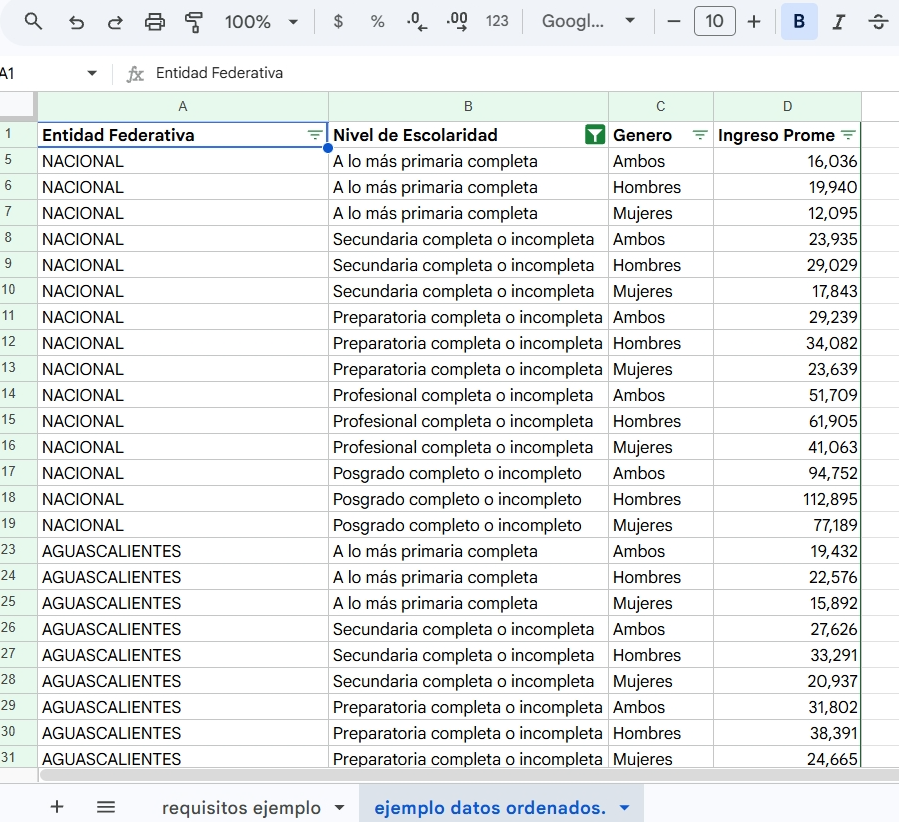 100% $ % .0 .00 123 Googl... − 10 + B I S
A1 fx Entidad Federativa
A B C D
1 Entidad Federativa Nivel de Escolaridad Genero Ingreso Prome
5 NACIONAL A lo más primaria completa Ambos 16,036
6 NACIONAL A lo más primaria completa Hombres 19,940
7 NACIONAL A lo más primaria completa Mujeres 12,095
8 NACIONAL Secundaria completa o incompleta Ambos 23,935
9 NACIONAL Secundaria completa o incompleta Hombres 29,029
10 NACIONAL Secundaria completa o incompleta Mujeres 17,843
11 NACIONAL Preparatoria completa o incompleta Ambos 29,239
12 NACIONAL Preparatoria completa o incompleta Hombres 34,082
13 NACIONAL Preparatoria completa o incompleta Mujeres 23,639
14 NACIONAL Profesional completa o incompleta Ambos 51,709
15 NACIONAL Profesional completa o incompleta Hombres 61,905
16 NACIONAL Profesional completa o incompleta Mujeres 41,063
17 NACIONAL Posgrado completo o incompleto Ambos 94,752
18 NACIONAL Posgrado completo o incompleto Hombres 112,895
19 NACIONAL Posgrado completo o incompleto Mujeres 77,189
23 AGUASCALIENTES A lo más primaria completa Ambos 19,432
24 AGUASCALIENTES A lo más primaria completa Hombres 22,576
25 AGUASCALIENTES A lo más primaria completa Mujeres 15,892
26 AGUASCALIENTES Secundaria completa o incompleta Ambos 27,626
27 AGUASCALIENTES Secundaria completa o incompleta Hombres 33,291
28 AGUASCALIENTES Secundaria completa o incompleta Mujeres 20,937
29 AGUASCALIENTES Preparatoria completa o incompleta Ambos 31,802
30 AGUASCALIENTES Preparatoria completa o incompleta Hombres 38,391
31 AGUASCALIENTES Preparatoria completa o incompleta Mujeres 24,665
+ requisitos ejemplo ejemplo datos ordenados.